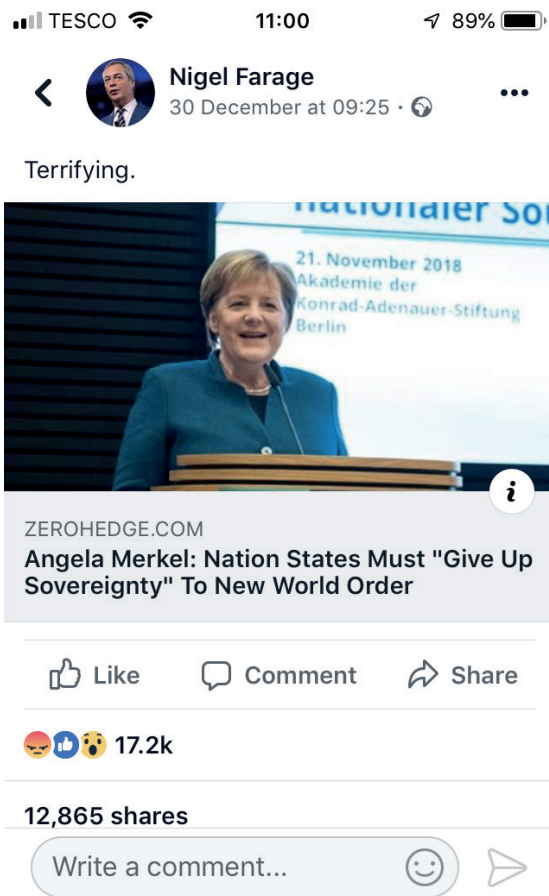 TESCO 11:00 89%
Nigel Farage
30 December at 09:25 ·
Terrifying.
nationaler So
21. November 2018
Akademie der
Konrad-Adenauer-Stiftung
Berlin
ZEROHEDGE.COM
Angela Merkel: Nation States Must "Give Up
Sovereignty" To New World Order
Like Comment Share
17.2k
12,865 shares
Write a comment...